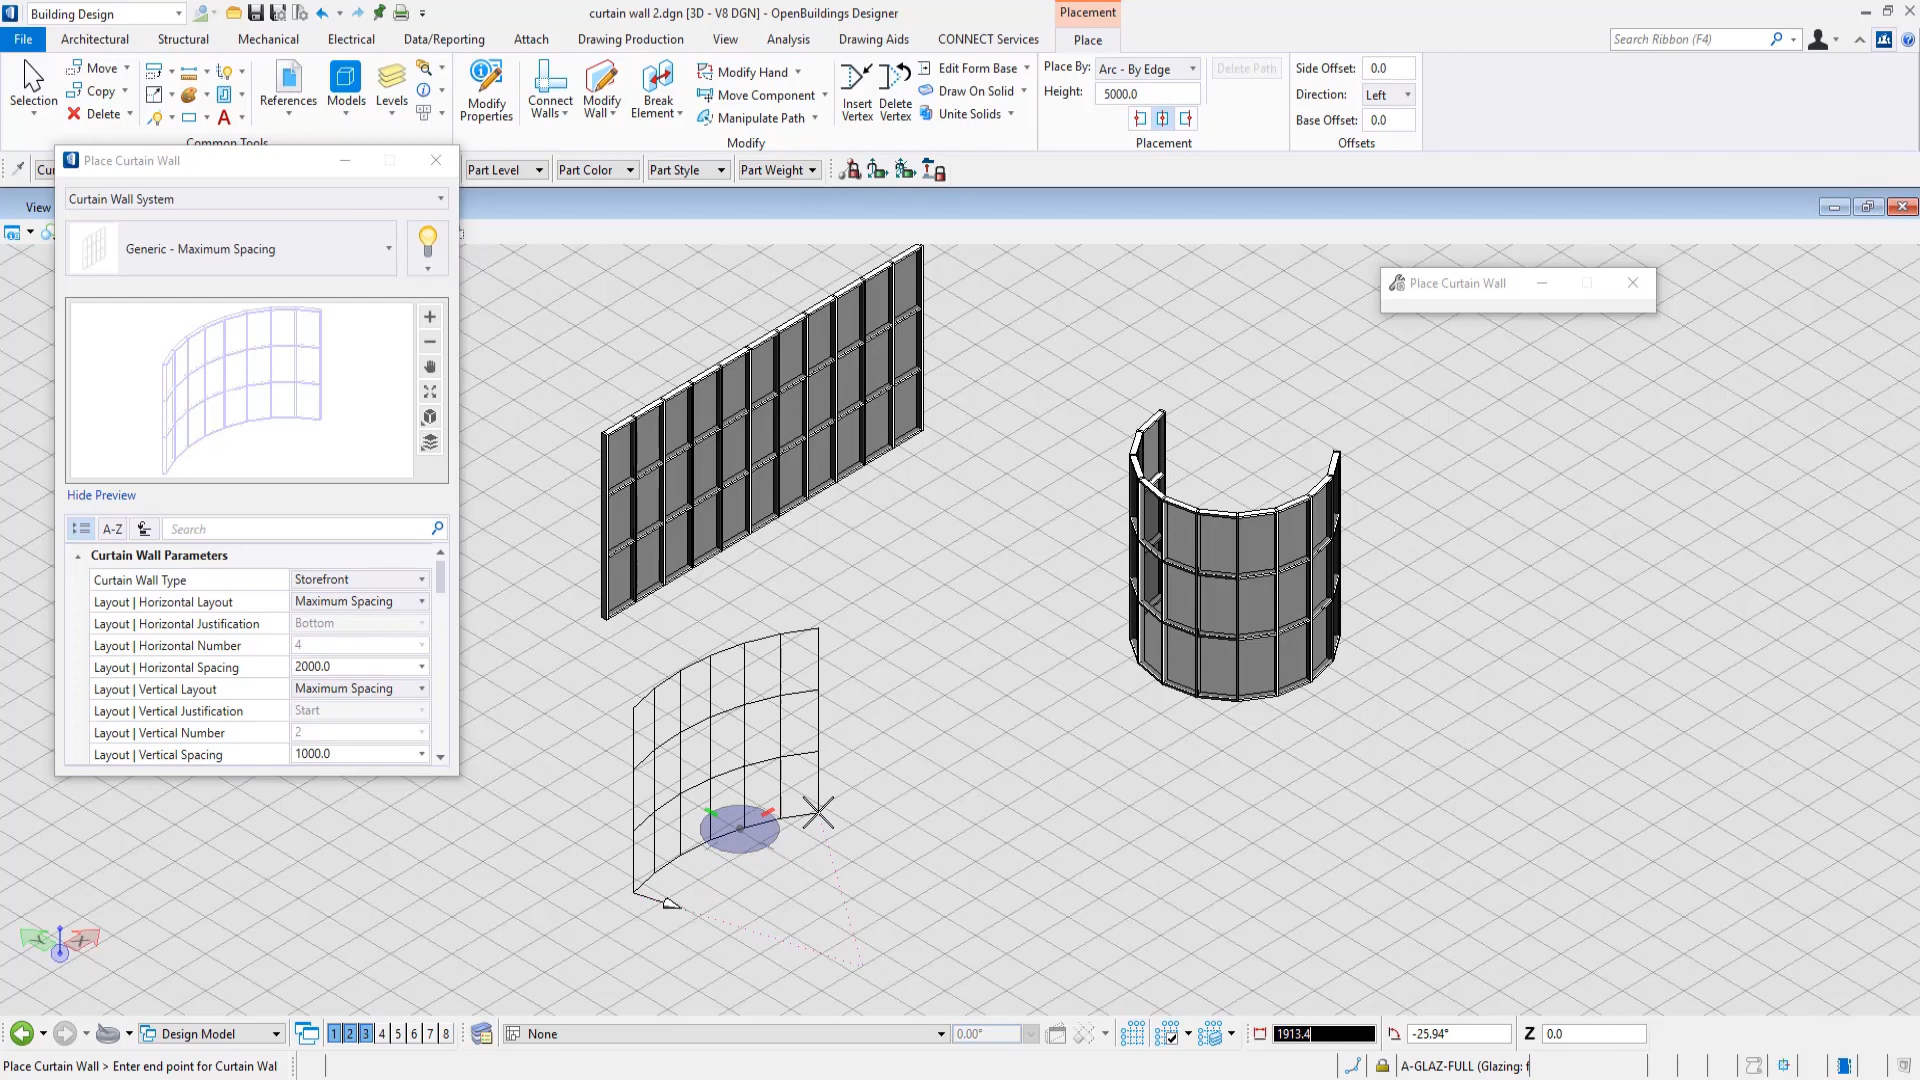 Building Design
curtain wall 2.dgn [3D - V8 DGN] - OpenBuildings Designer
Placement
File
Architectural
Structural
Mechanical
Electrical
Data/Reporting
Attach
Drawing Production
View
Analysis
Drawing Aids
CONNECT Services
Place
Search Ribbon (F4)
Selection
Move
Copy
Delete
References
Models
Levels
Common Tools
Modify Properties
Connect Walls
Modify Wall
Break Element
Modify Hand
Move Component
Manipulate Path
Insert Vertex
Delete Vertex
Edit Form Base
Draw On Solid
Unite Solids
Modify
Place By: Arc - By Edge
Delete Path
Height: 5000.0
Placement
Side Offset: 0.0
Direction: Left
Base Offset: 0.0
Offsets
Cur
Part Level
Part Color
Part Style
Part Weight
View
Place Curtain Wall
Curtain Wall System
Generic - Maximum Spacing
Hide Preview
A-Z
Search
Curtain Wall Parameters
Curtain Wall Type Storefront
Layout | Horizontal Layout Maximum Spacing
Layout | Horizontal Justification Bottom
Layout | Horizontal Number 4
Layout | Horizontal Spacing 2000.0
Layout | Vertical Layout Maximum Spacing
Layout | Vertical Justification Start
Layout | Vertical Number 2
Layout | Vertical Spacing 1000.0
Place Curtain Wall
Design Model
1 2 3 4 5 6 7 8
None
0.00°
1913.4
-25.94°
Z 0.0
Place Curtain Wall > Enter end point for Curtain Wal
A-GLAZ-FULL (Glazing: f